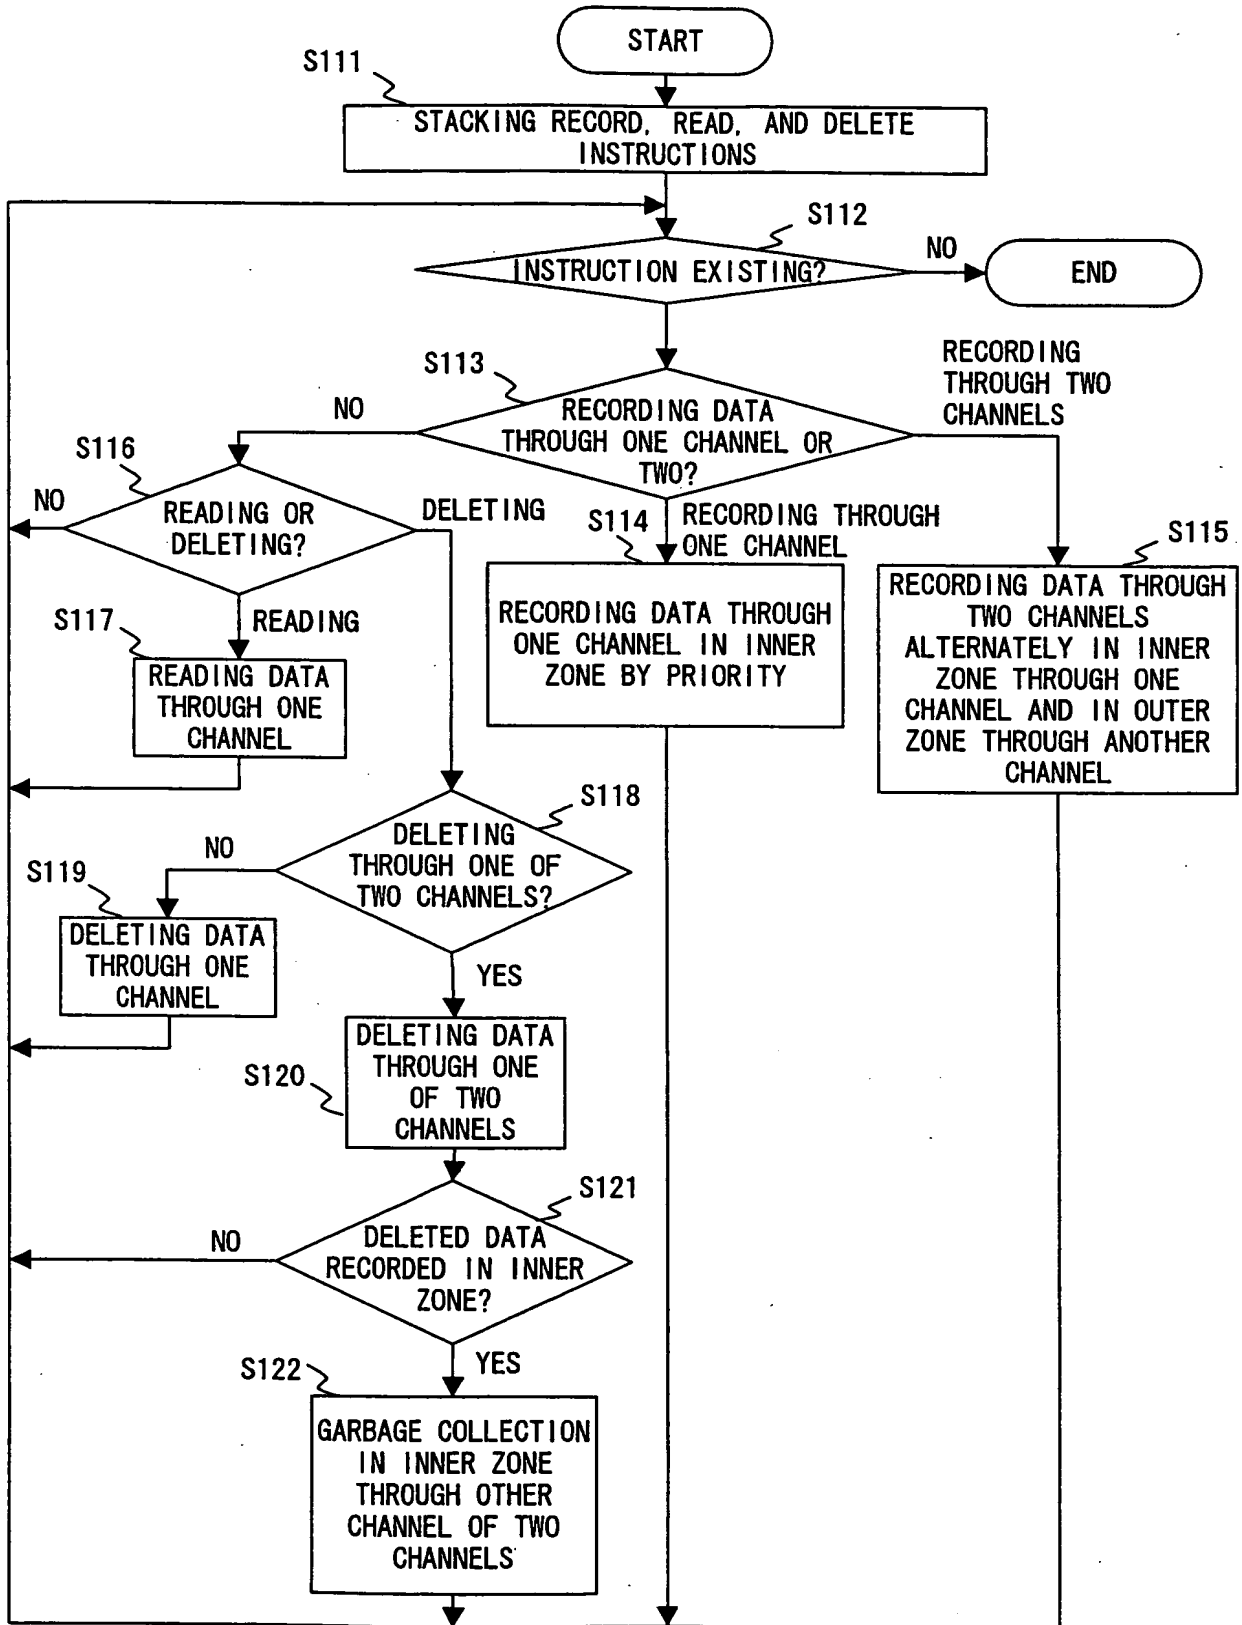 START
S111
STACKING RECORD, READ, AND DELETE
INSTRUCTIONS
S112
INSTRUCTION EXISTING?
NO
END
S113
RECORDING DATA
THROUGH ONE CHANNEL OR
TWO?
NO
RECORDING
THROUGH TWO
CHANNELS
S116
READING OR
DELETING?
NO
DELETING
READING
S114
RECORDING THROUGH
ONE CHANNEL
RECORDING DATA THROUGH
ONE CHANNEL IN INNER
ZONE BY PRIORITY
S115
RECORDING DATA THROUGH
TWO CHANNELS
ALTERNATELY IN INNER
ZONE THROUGH ONE
CHANNEL AND IN OUTER
ZONE THROUGH ANOTHER
CHANNEL
S117
READING DATA
THROUGH ONE
CHANNEL
S118
DELETING
THROUGH ONE OF
TWO CHANNELS?
NO
YES
S119
DELETING DATA
THROUGH ONE
CHANNEL
S120
DELETING DATA
THROUGH ONE
OF TWO
CHANNELS
S121
DELETED DATA
RECORDED IN INNER
ZONE?
NO
YES
S122
GARBAGE COLLECTION
IN INNER ZONE
THROUGH OTHER
CHANNEL OF TWO
CHANNELS